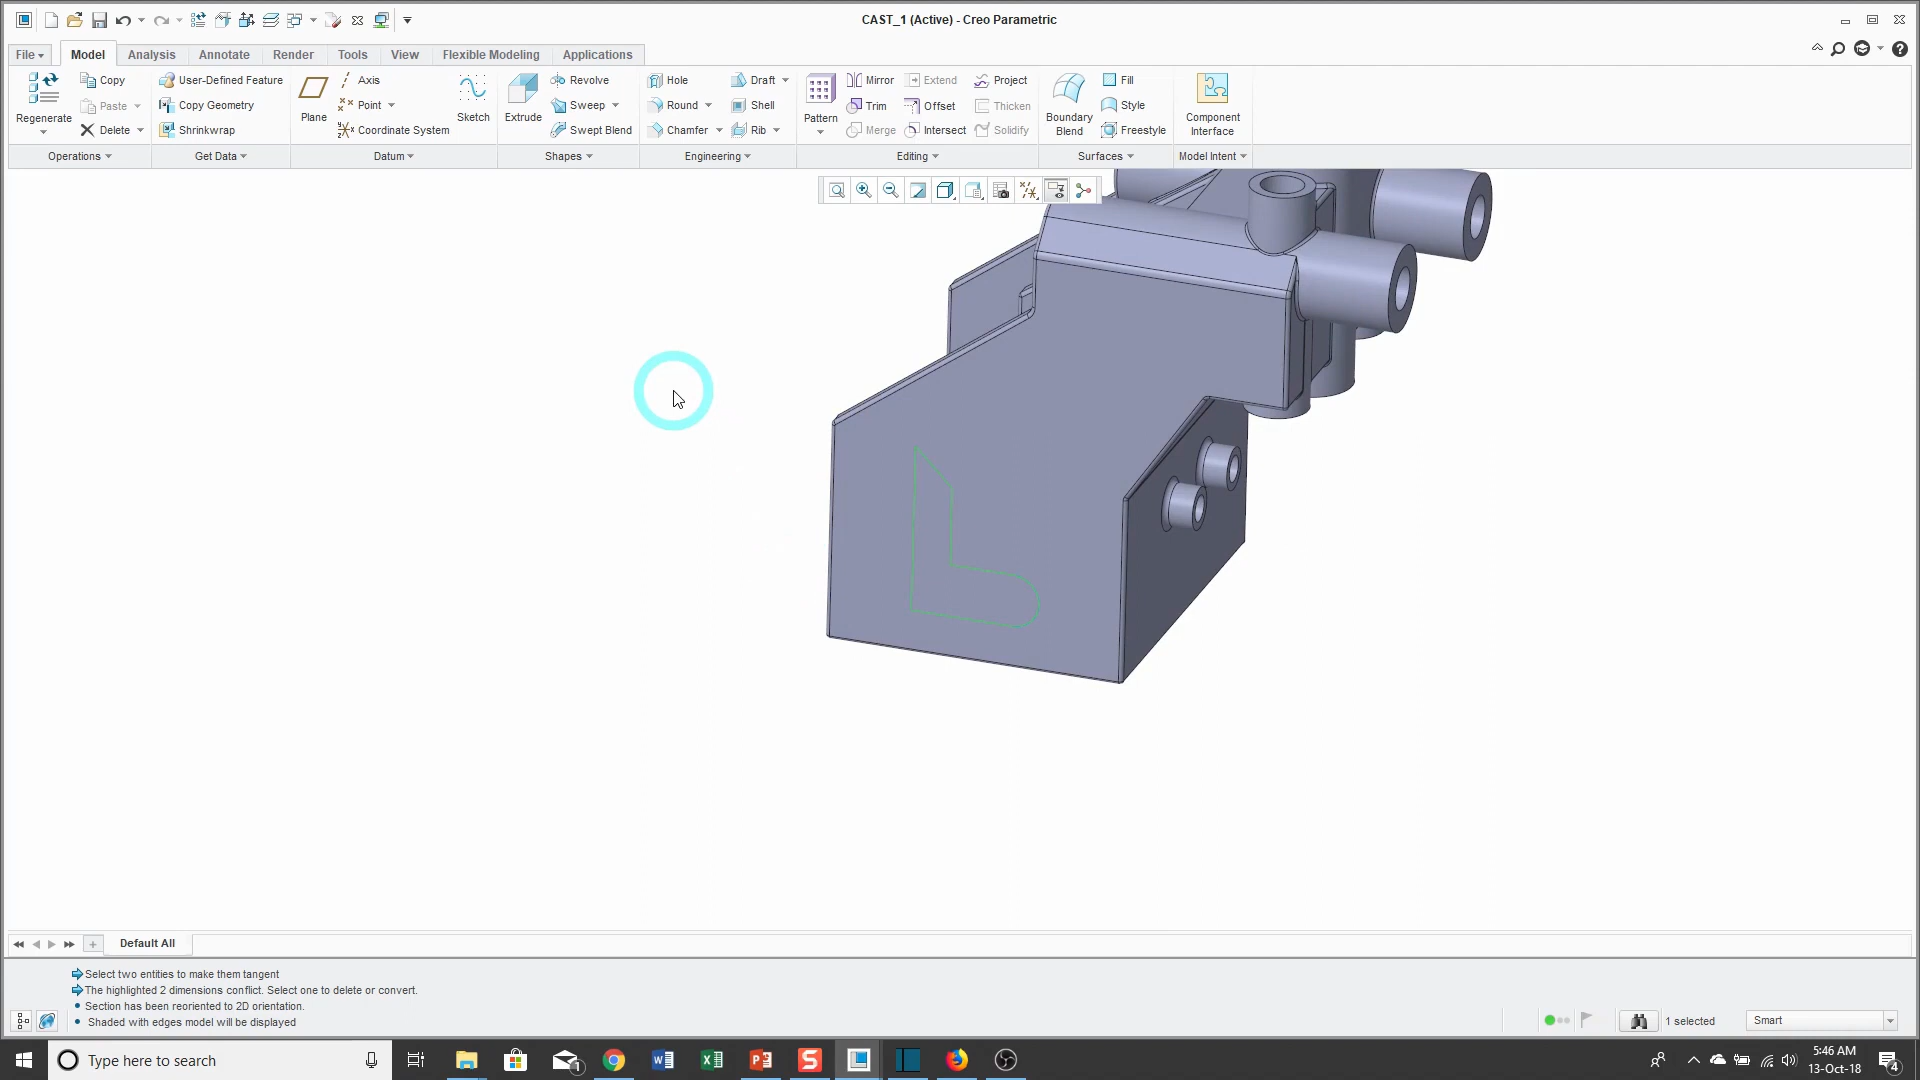 CAST_1 (Active) - Creo Parametric
File Model Analysis Annotate Render Tools View Flexible Modeling Applications
Regenerate Copy Paste Delete
User-Defined Feature Copy Geometry Shrinkwrap
Plane Axis Point Coordinate System Sketch
Extrude Revolve Sweep Swept Blend
Hole Round Chamfer Draft Shell Rib
Pattern Mirror Trim Merge Extend Offset Intersect Project Thicken Solidify
Boundary Blend Fill Style Freestyle
Component Interface
Operations Get Data Datum Shapes Engineering Editing Surfaces Model Intent
Default All
Select two entities to make them tangent
The highlighted 2 dimensions conflict. Select one to delete or convert.
Section has been reoriented to 2D orientation.
Shaded with edges model will be displayed
1 selected Smart
Type here to search
5:46 AM
13-Oct-18